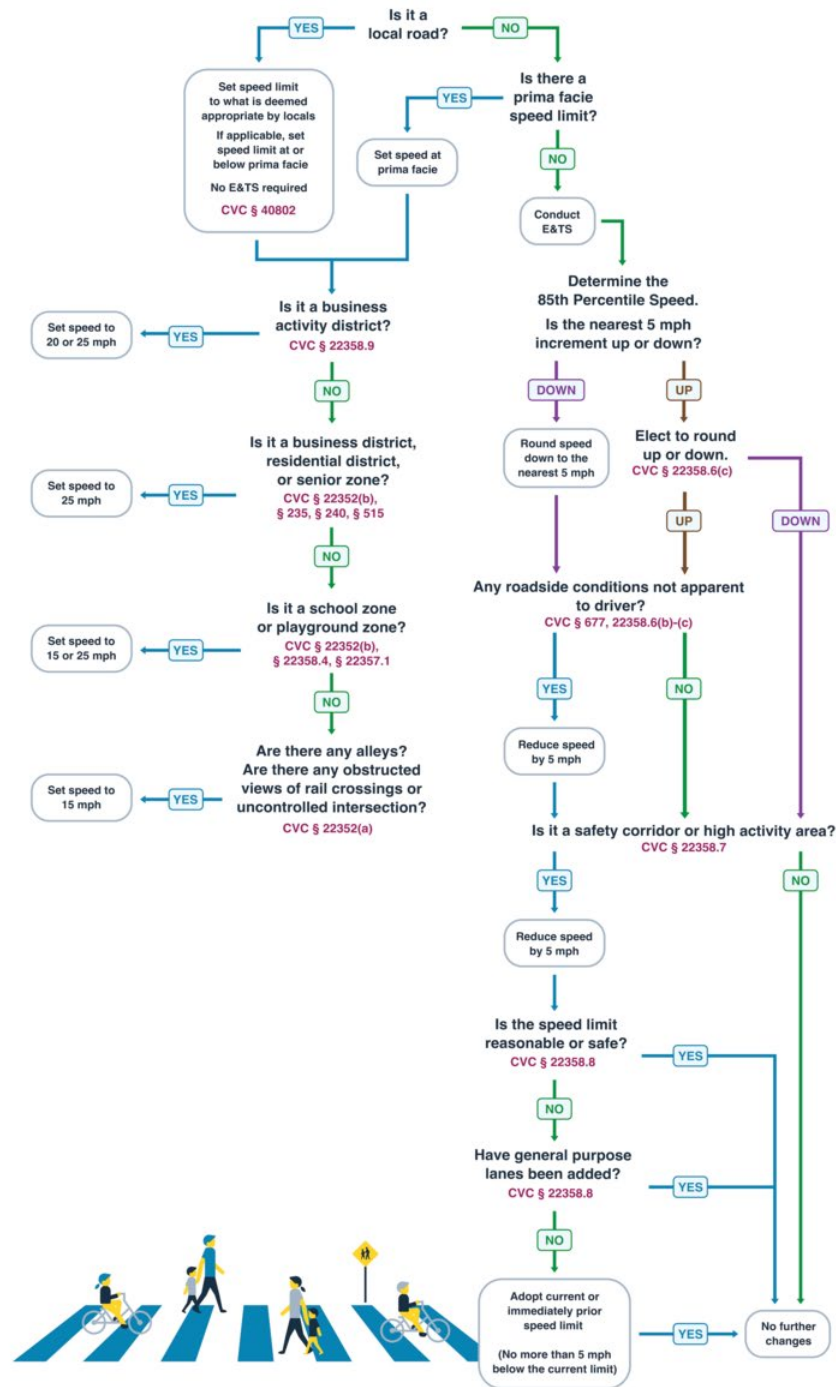 Is it a
local road?
YES
NO
Set speed limit
to what is deemed
appropriate by locals
If applicable, set
speed limit at or
below prima facie
No E&TS required
CVC § 40802
Is there a
prima facie
speed limit?
YES
NO
Set speed at
prima facie
Conduct
E&TS
Is it a business
activity district?
CVC § 22358.9
YES
Set speed to
20 or 25 mph
NO
Is it a business district,
residential district,
or senior zone?
CVC § 22352(b),
§ 235, § 240, § 515
YES
Set speed to
25 mph
NO
Is it a school zone
or playground zone?
CVC § 22352(b),
§ 22358.4, § 22357.1
YES
Set speed to
15 or 25 mph
NO
Are there any alleys?
Are there any obstructed
views of rail crossings or
uncontrolled intersection?
CVC § 22352(a)
YES
Set speed to
15 mph
Determine the
85th Percentile Speed.
Is the nearest 5 mph
increment up or down?
DOWN
UP
Round speed
down to the
nearest 5 mph
Elect to round
up or down.
CVC § 22358.6(c)
UP
DOWN
Any roadside conditions not apparent
to driver?
CVC § 677, 22358.6(b)-(c)
YES
NO
Reduce speed
by 5 mph
Is it a safety corridor or high activity area?
CVC § 22358.7
YES
NO
Reduce speed
by 5 mph
Is the speed limit
reasonable or safe?
CVC § 22358.8
YES
NO
Have general purpose
lanes been added?
CVC § 22358.8
YES
NO
Adopt current or
immediately prior
speed limit
(No more than 5 mph
below the current limit)
YES
No further
changes